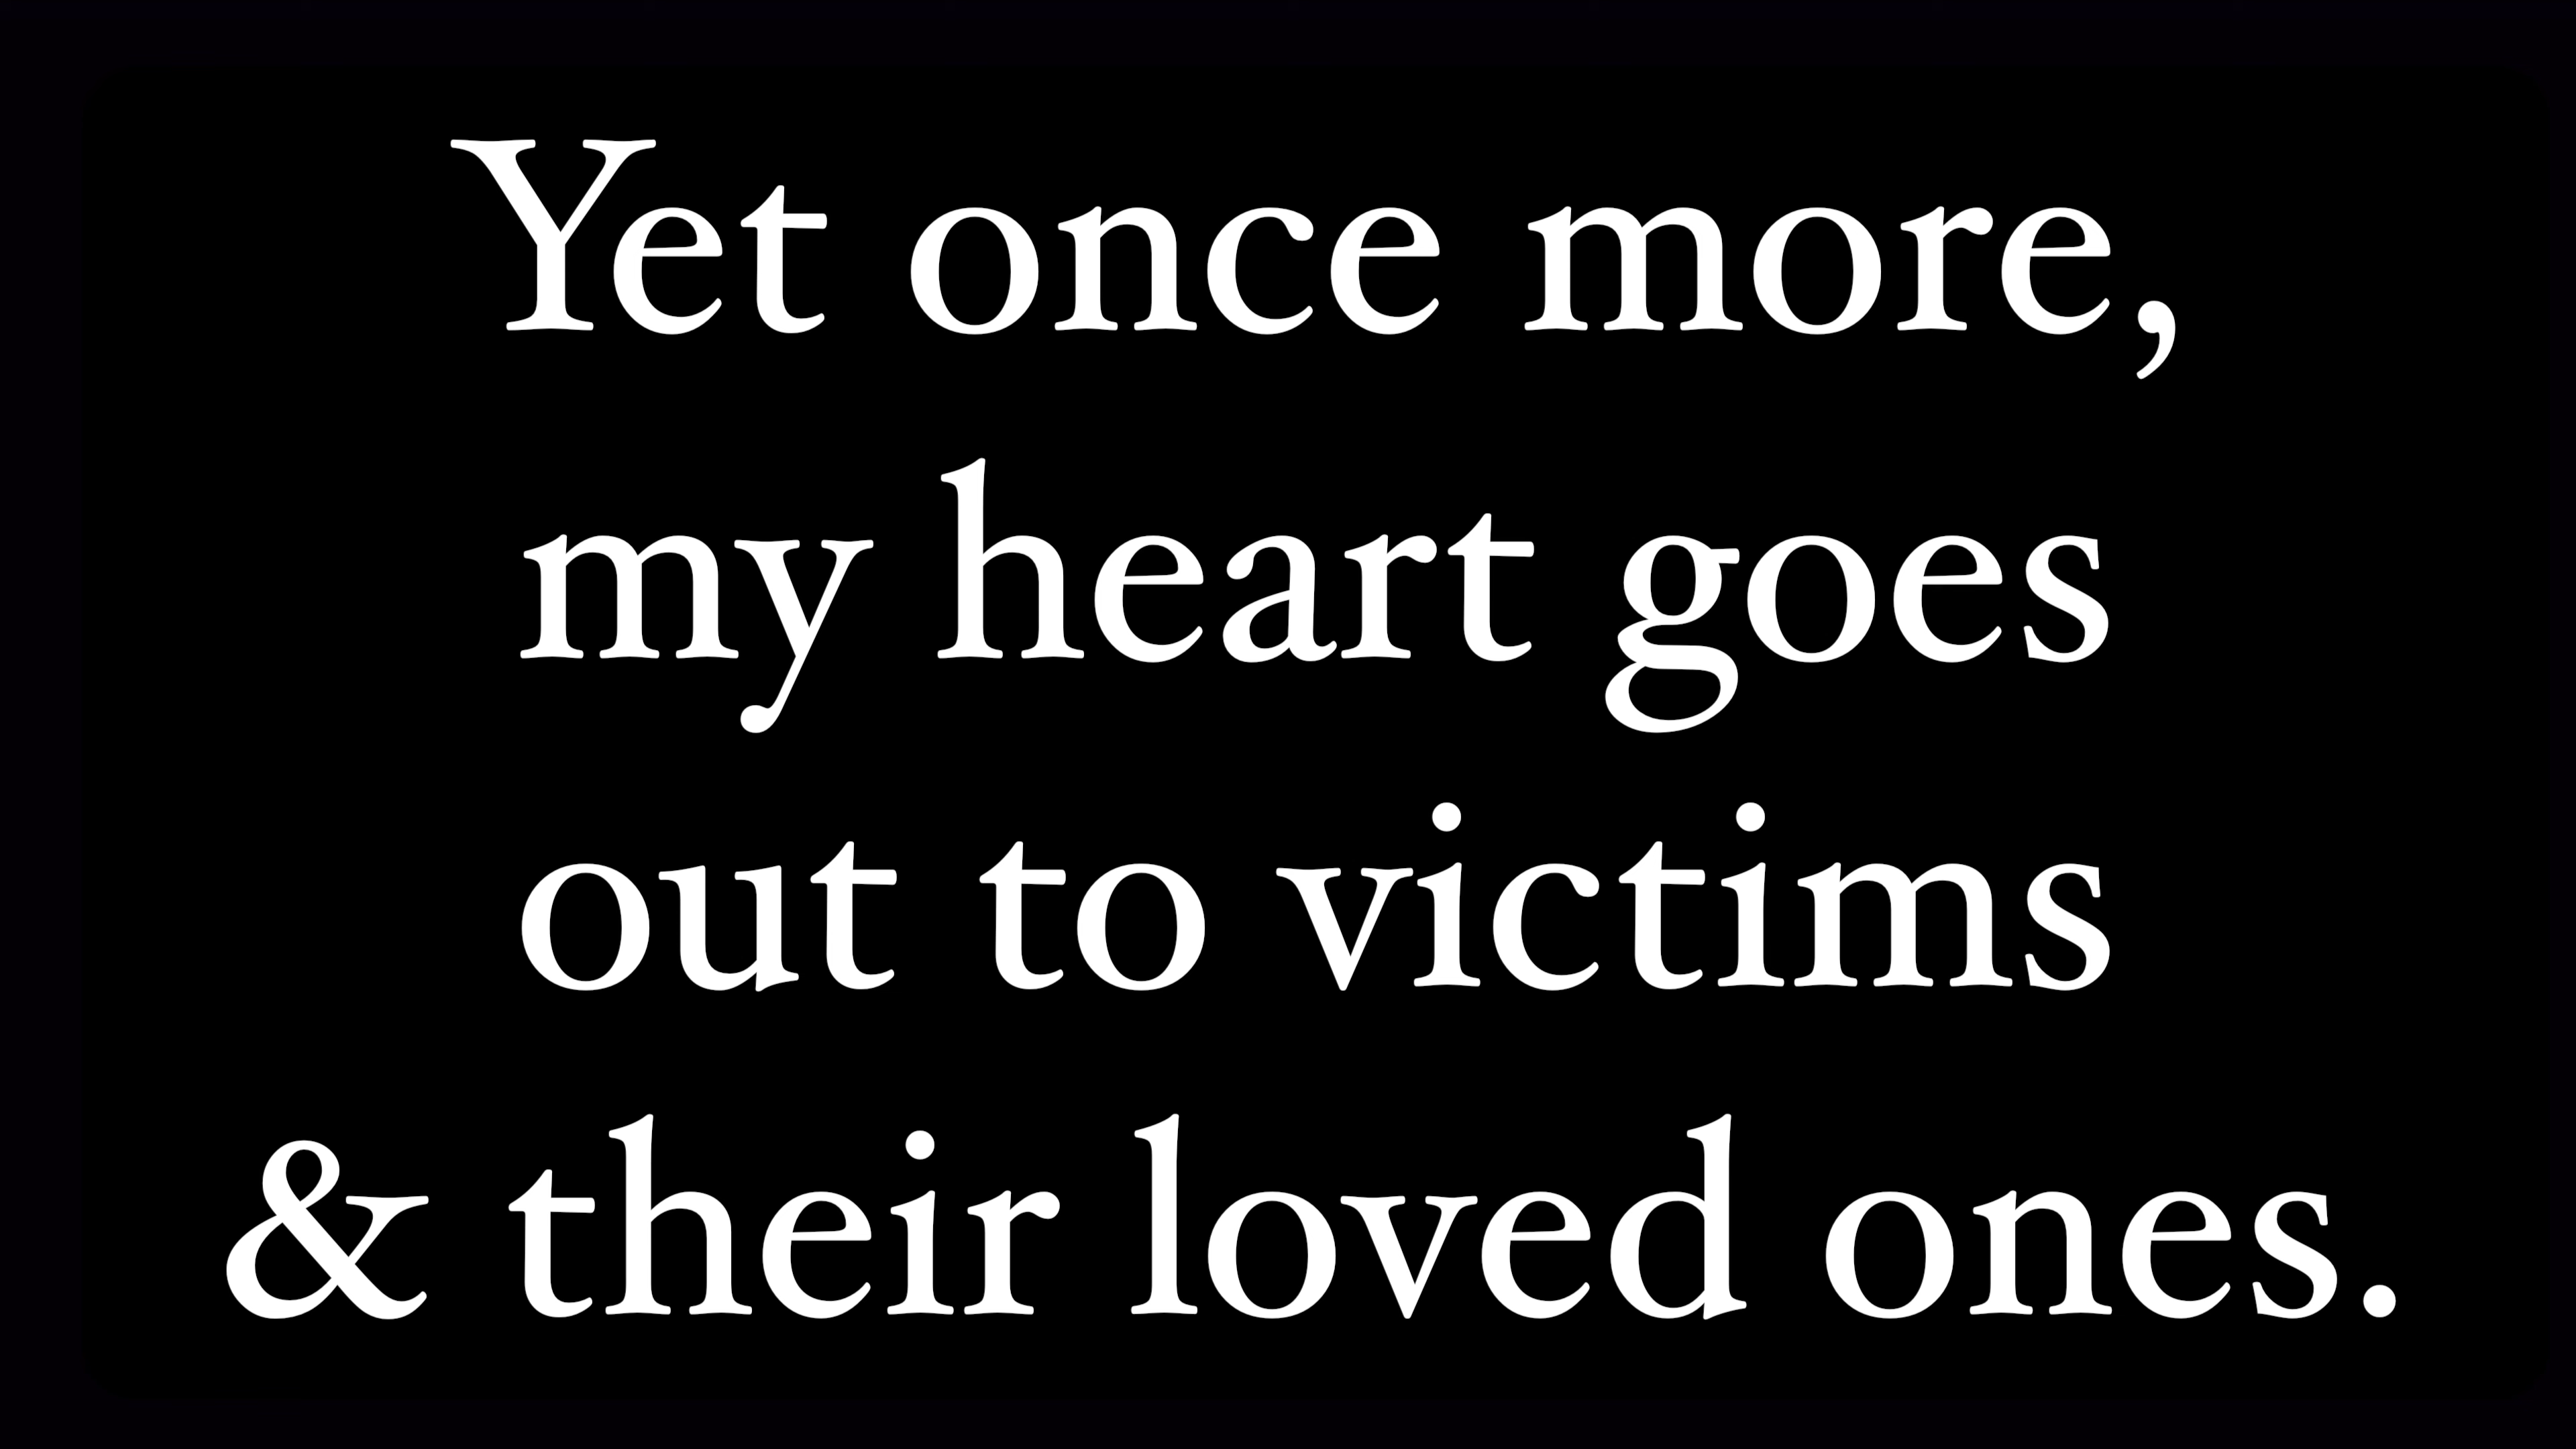 Yet once more,
my heart goes
out to victims
& their loved ones.